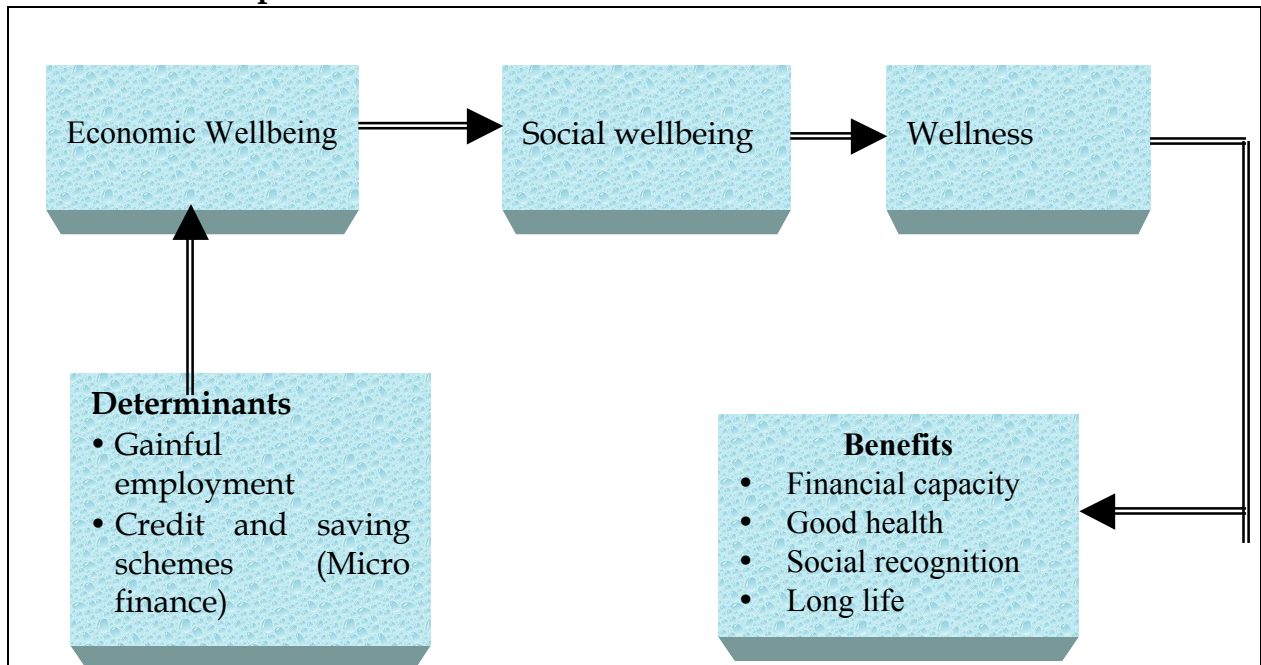 Economic Wellbeing
Social wellbeing
Wellness
Determinants
• Gainful
employment
• Credit and saving
schemes (Micro
finance)
Benefits
• Financial capacity
• Good health
• Social recognition
• Long life